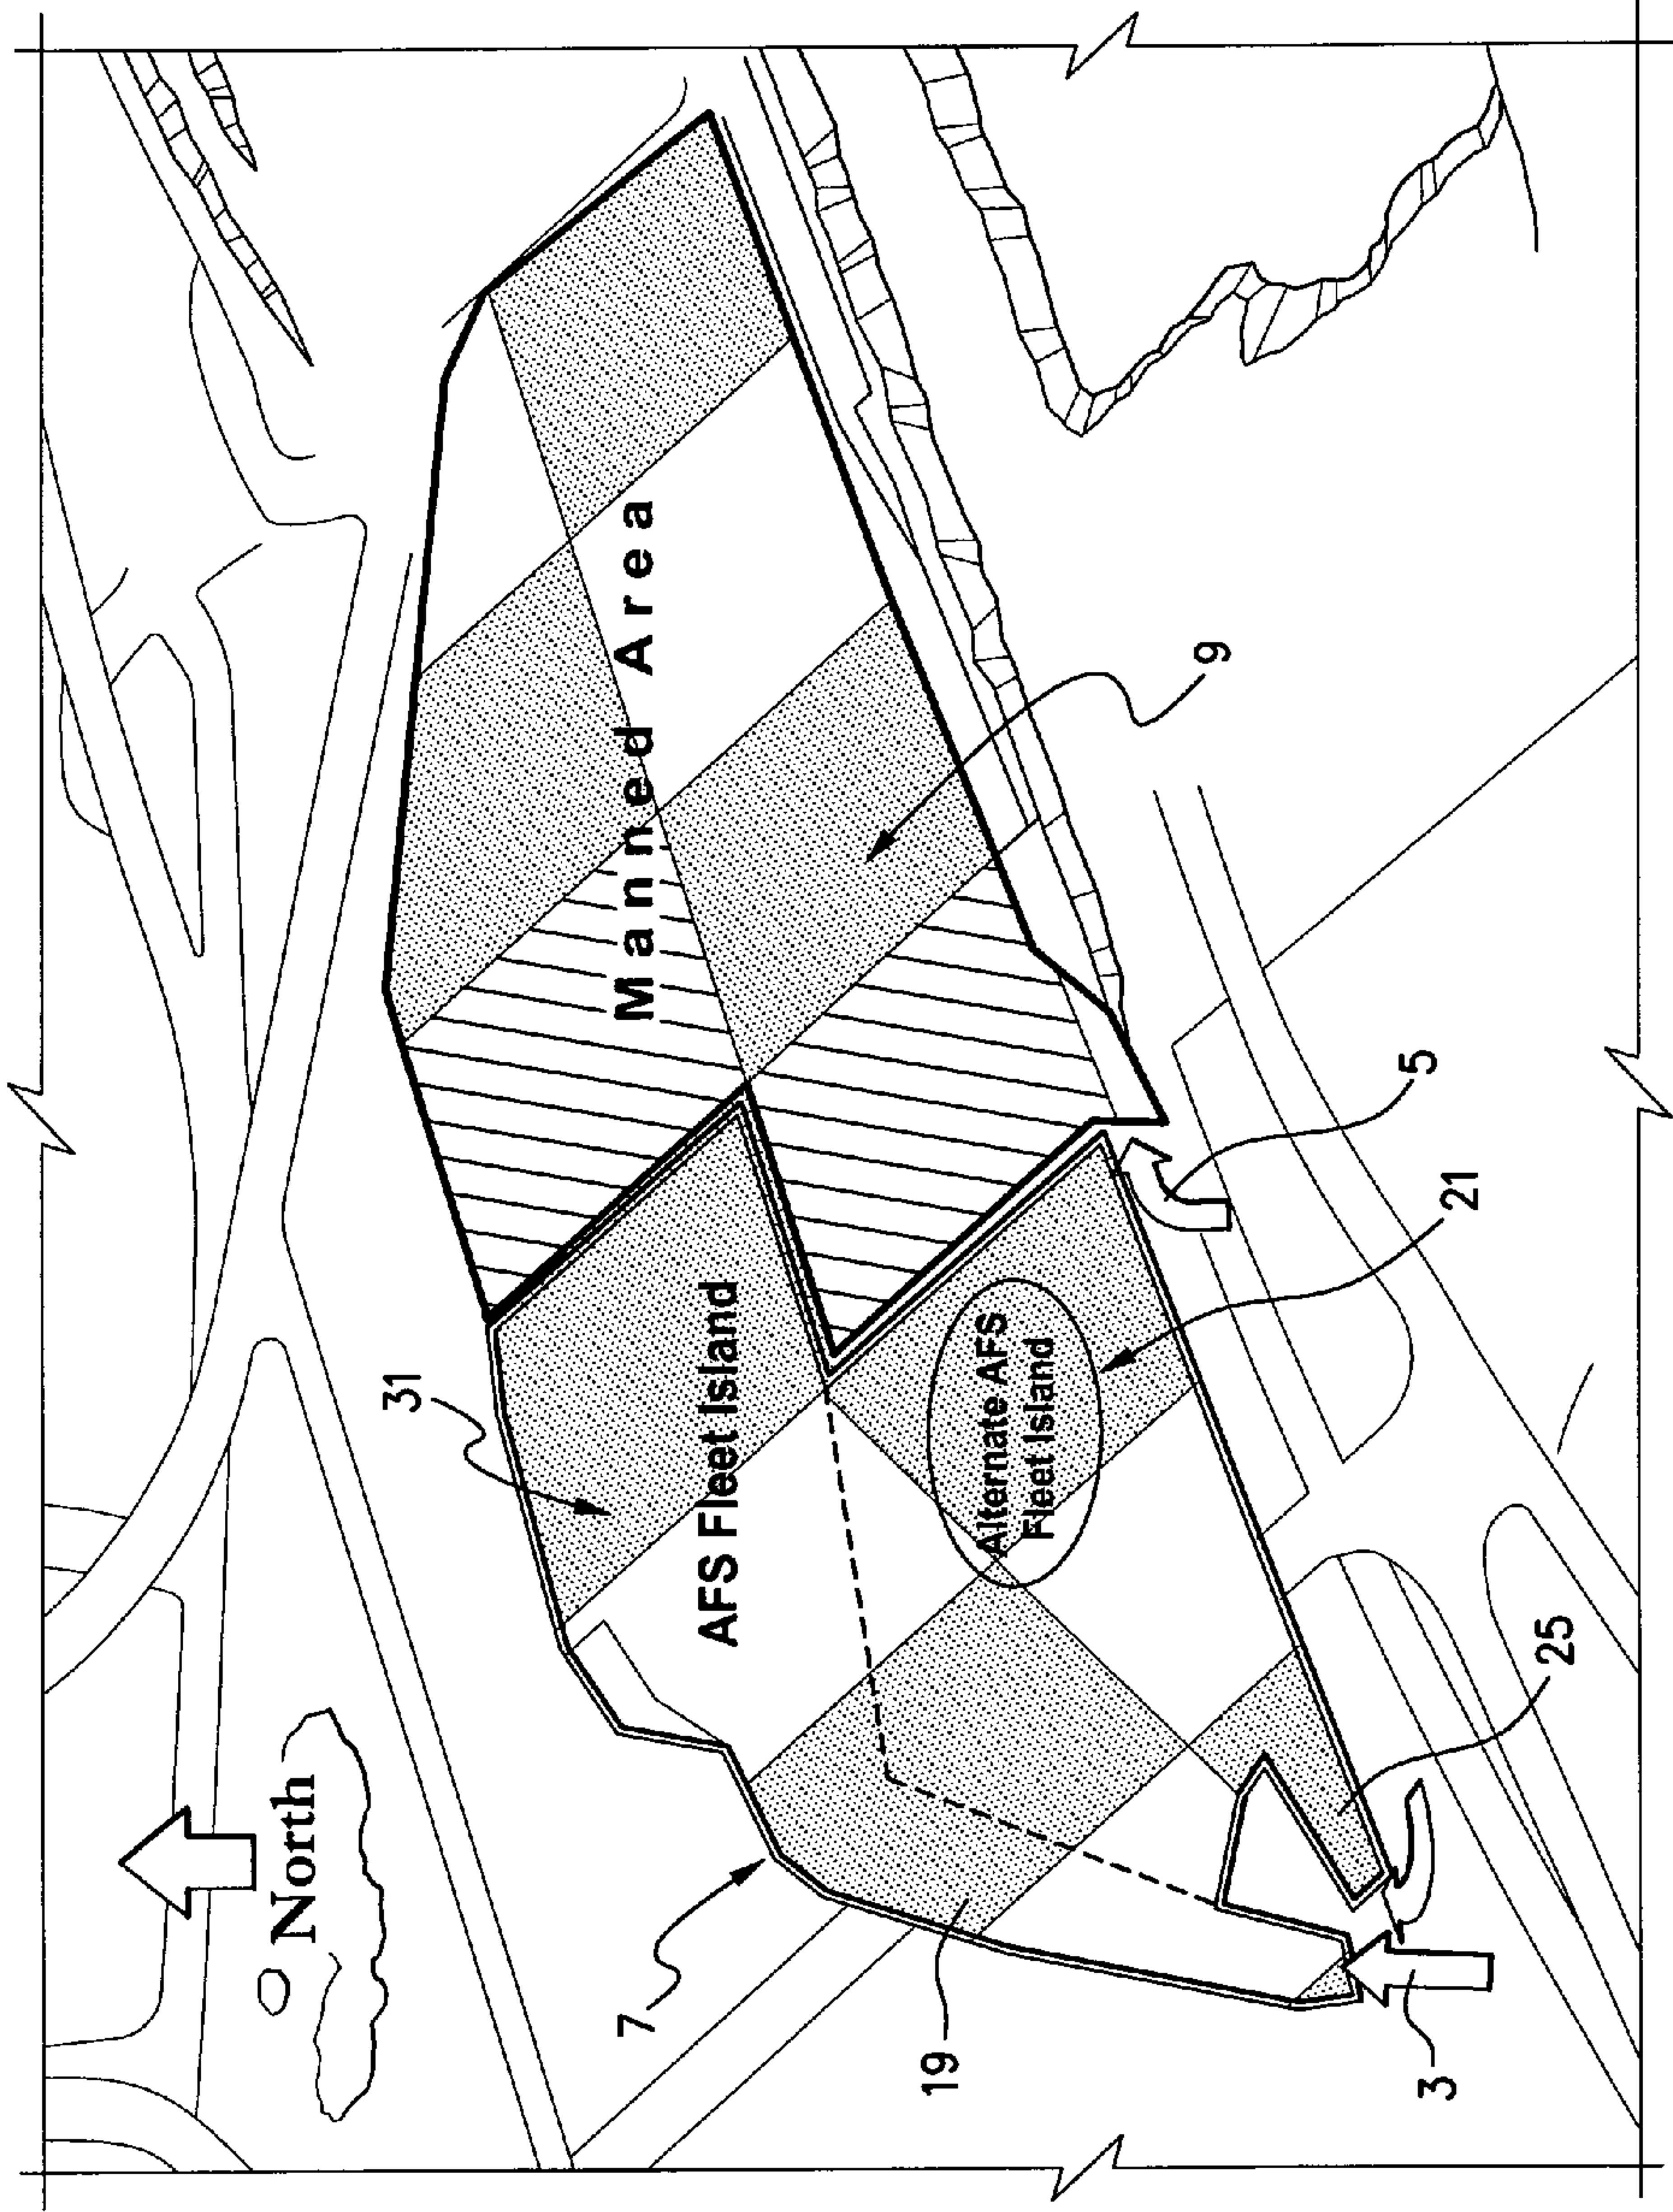 North
31
7
AFS Fleet Island
Manned Area
19
Alternate AFS
Fleet Island
9
3
25
21
5